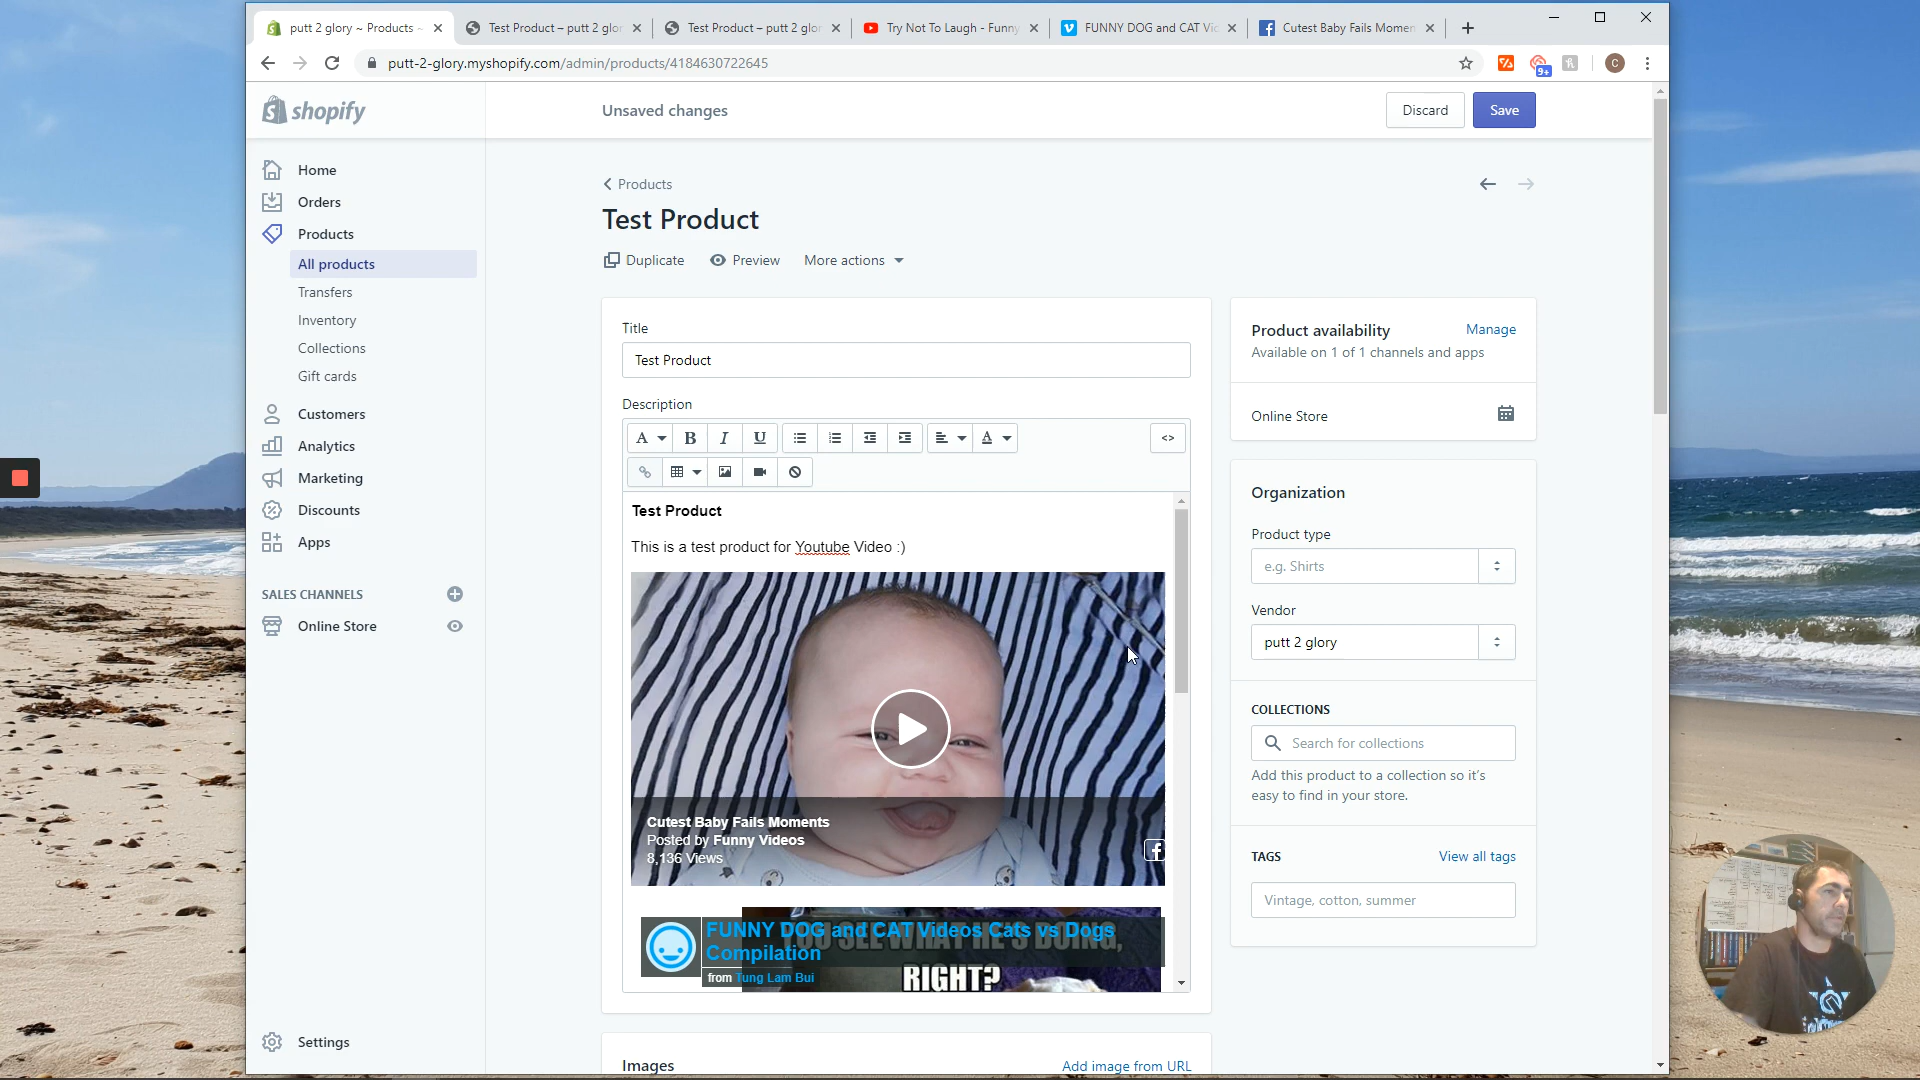 putt 2 glory ~ Products ~
Test Product – putt 2 glor
Test Product – putt 2 glor
Try Not To Laugh - Funny
FUNNY DOG and CAT Vid
Cutest Baby Fails Momen
putt-2-glory.myshopify.com/admin/products/4184630722645
9+
C
shopify
Unsaved changes
Discard
Save
Home
Orders
Products
All products
Transfers
Inventory
Collections
Gift cards
Customers
Analytics
Marketing
Discounts
Apps
SALES CHANNELS
Online Store
Settings
Products
Test Product
Duplicate
Preview
More actions
Title
Test Product
Description
A
B
I
U
A
<>
Test Product
This is a test product for Youtube Video :)
Cutest Baby Fails Moments
Posted by Funny Videos
8,136 Views
FUNNY DOG and CAT Videos Cats vs Dogs
Compilation
from Tung Lam Bui
SEE WHAT HE'S DOING,
RIGHT?
Images
Add image from URL
Product availability
Manage
Available on 1 of 1 channels and apps
Online Store
Organization
Product type
e.g. Shirts
Vendor
putt 2 glory
COLLECTIONS
Search for collections
Add this product to a collection so it's
easy to find in your store.
TAGS
View all tags
Vintage, cotton, summer